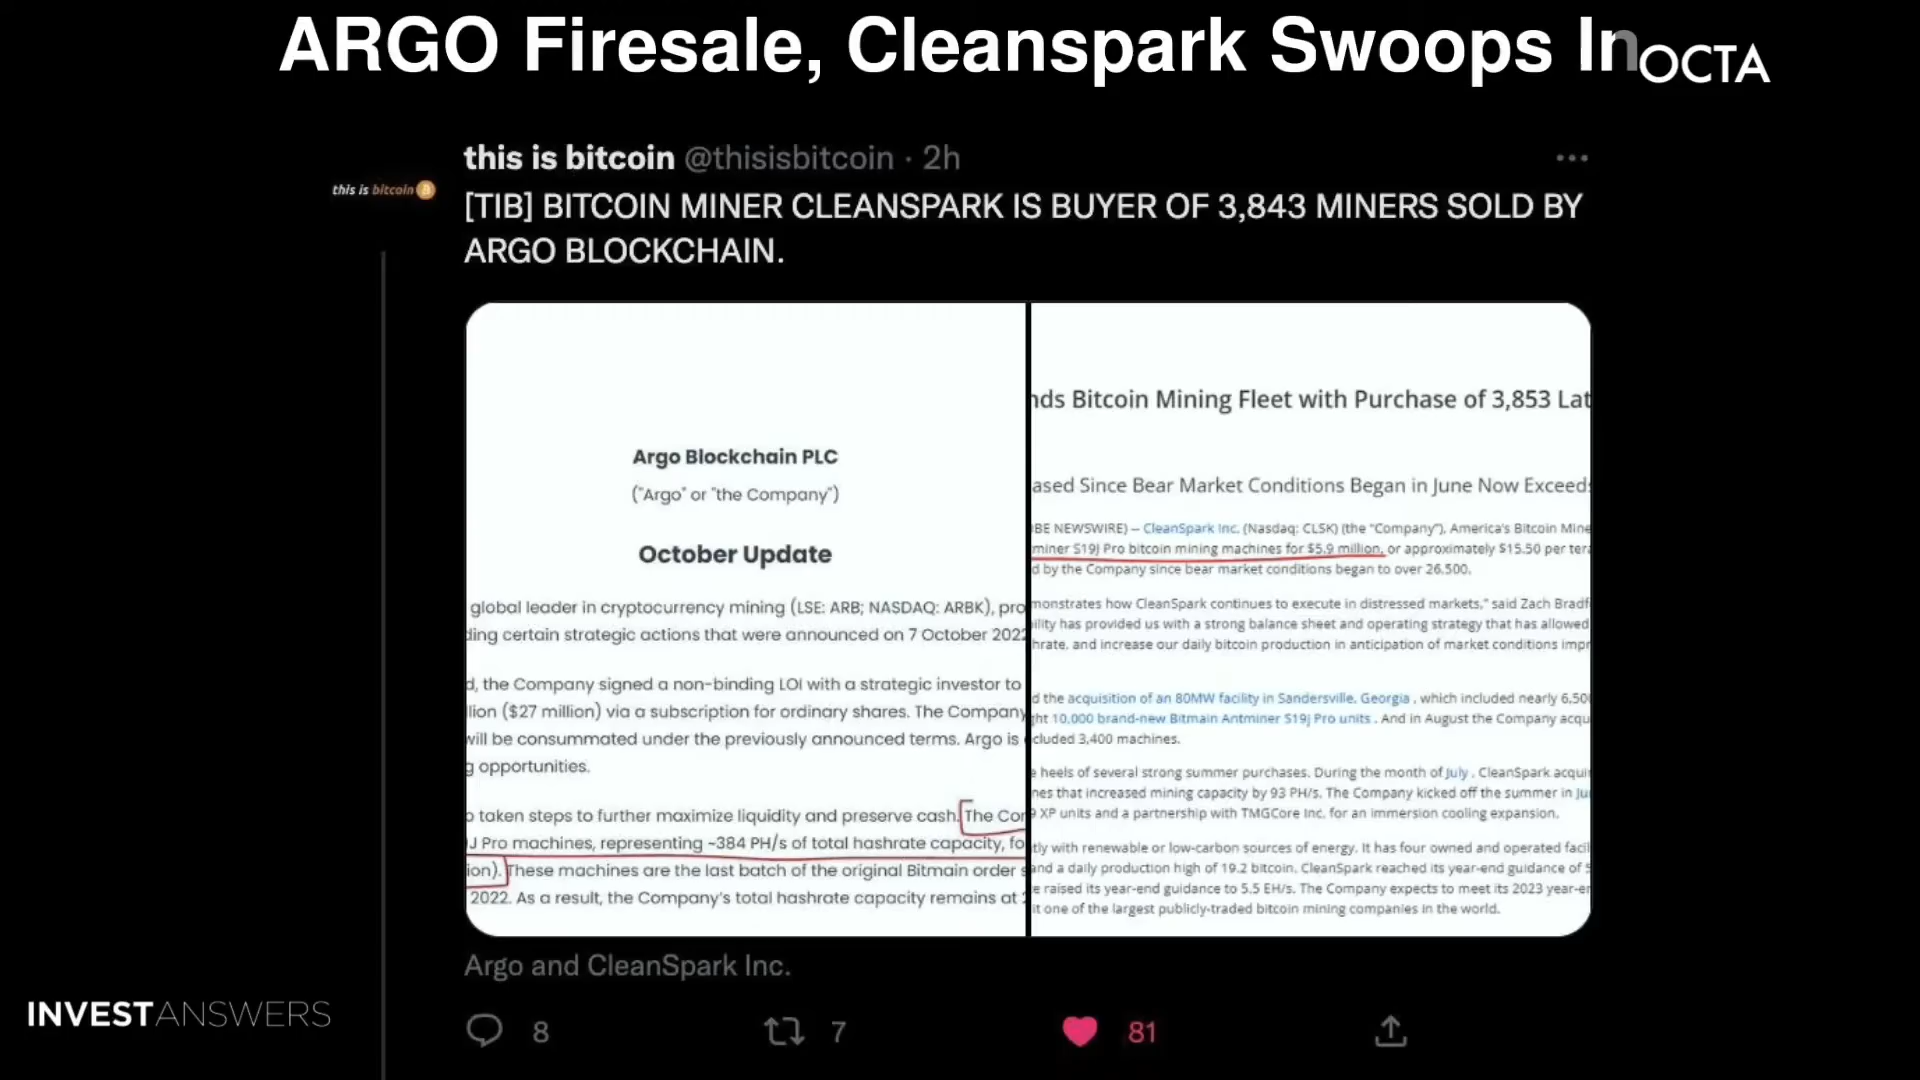 ARGO Firesale, Cleanspark Swoops In
OCTA
this is bitcoin @thisisbitcoin · 2h
this is bitcoin
[TIB] BITCOIN MINER CLEANSPARK IS BUYER OF 3,843 MINERS SOLD BY
ARGO BLOCKCHAIN.
Argo Blockchain PLC
("Argo" or "the Company")
October Update
global leader in cryptocurrency mining (LSE: ARB; NASDAQ: ARBK), pro
ding certain strategic actions that were announced on 7 October 2022
d, the Company signed a non-binding LOI with a strategic investor to
llion ($27 million) via a subscription for ordinary shares. The Company
will be consummated under the previously announced terms. Argo is
g opportunities.
o taken steps to further maximize liquidity and preserve cash. The Com
J Pro machines, representing ~384 PH/s of total hashrate capacity, fo
ion). These machines are the last batch of the original Bitmain order s
2022. As a result, the Company's total hashrate capacity remains at 2
nds Bitcoin Mining Fleet with Purchase of 3,853 Lat
ased Since Bear Market Conditions Began in June Now Exceeds
BE NEWSWIRE) – CleanSpark Inc. (Nasdaq: CLSK) (the "Company"), America's Bitcoin Mine
miner S19J Pro bitcoin mining machines for $5.9 million, or approximately $15.50 per tera
d by the Company since bear market conditions began to over 26,500.
monstrates how CleanSpark continues to execute in distressed markets," said Zach Bradf
ility has provided us with a strong balance sheet and operating strategy that has allowed
hrate, and increase our daily bitcoin production in anticipation of market conditions impr
d the acquisition of an 80MW facility in Sandersville, Georgia , which included nearly 6,500
ght 10,000 brand-new Bitmain Antminer S19J Pro units . And in August the Company acqu
cluded 3,400 machines.
e heels of several strong summer purchases. During the month of July , CleanSpark acquir
nes that increased mining capacity by 93 PH/s. The Company kicked off the summer in Ju
9 XP units and a partnership with TMGCore Inc. for an immersion cooling expansion.
tly with renewable or low-carbon sources of energy. It has four owned and operated facil
and a daily production high of 19.2 bitcoin. CleanSpark reached its year-end guidance of 5
e raised its year-end guidance to 5.5 EH/s. The Company expects to meet its 2023 year-en
it one of the largest publicly-traded bitcoin mining companies in the world.
Argo and CleanSpark Inc.
8 7 81
INVESTANSWERS